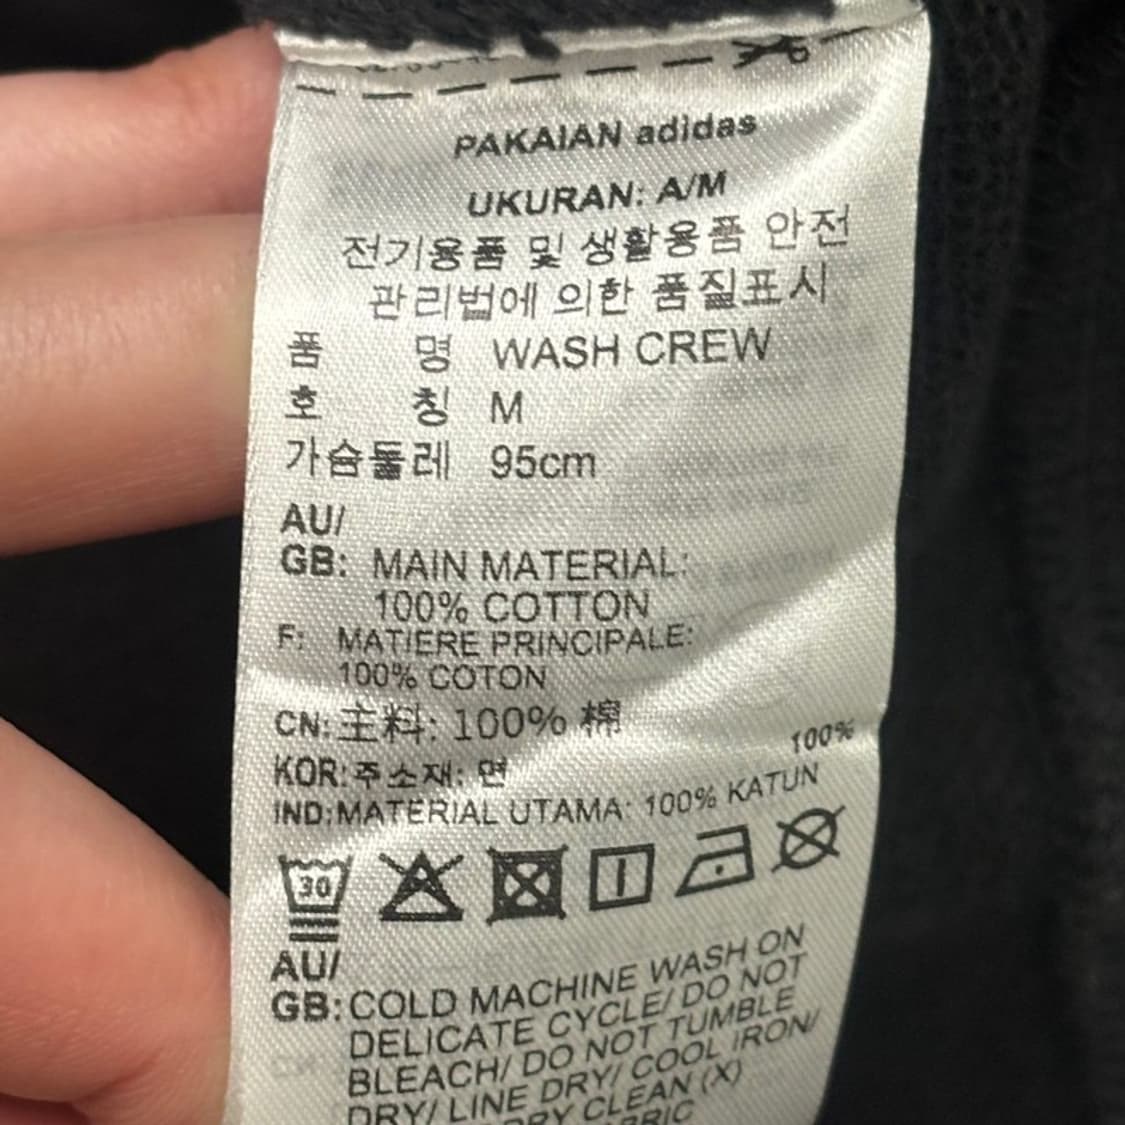 PAKAIAN adidas
UKURAN: A/M
전기용품 및 생활용품 안전
관리법에 의한 품질표시
품 명 WASH CREW
호 칭 M
가슴둘레 95cm
AU/
GB: MAIN MATERIAL:
100% COTTON
F: MATIERE PRINCIPALE:
100% COTON
CN: 主料: 100% 棉
KOR: 주소재: 면 100%
IND: MATERIAL UTAMA: 100% KATUN
30
AU/
GB: COLD MACHINE WASH ON
DELICATE CYCLE/ DO NOT
BLEACH/ DO NOT TUMBLE
DRY/ LINE DRY/ COOL IRON/
DRY CLEAN (X)